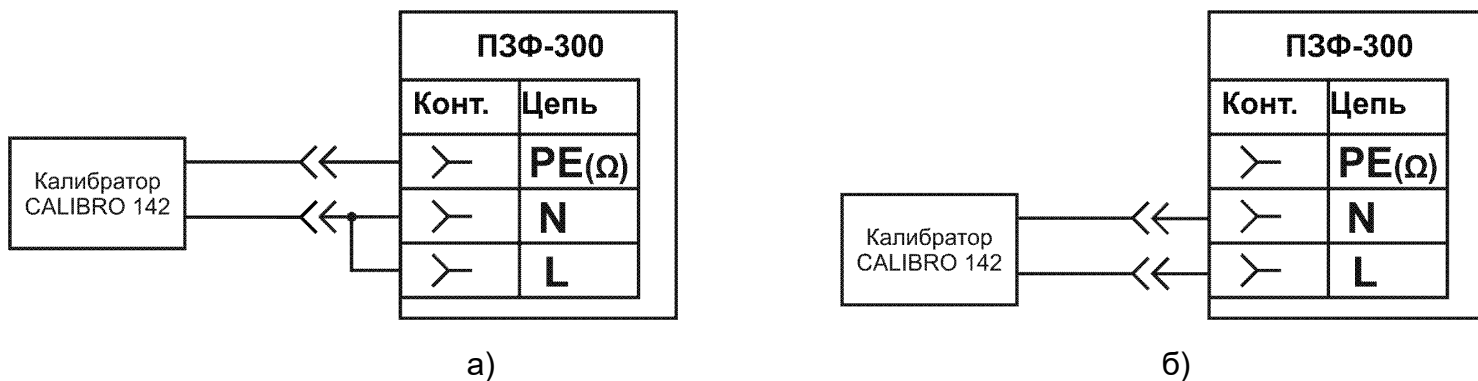 ПЗФ-300
Конт. Цепь
PE(Ω)
N
L
Калибратор
CALIBRO 142
а)
ПЗФ-300
Конт. Цепь
PE(Ω)
N
L
Калибратор
CALIBRO 142
б)